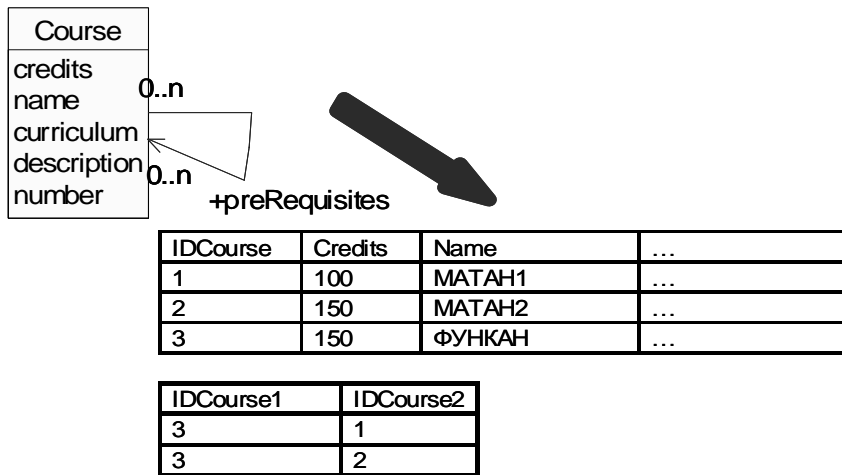 Course
credits
name
curriculum
description
number
0..n
0..n
+preRequisites
IDCourse Credits Name …
1 100 МАТАН1 …
2 150 МАТАН2 …
3 150 ФУНКАН …
IDCourse1 IDCourse2
3 1
3 2